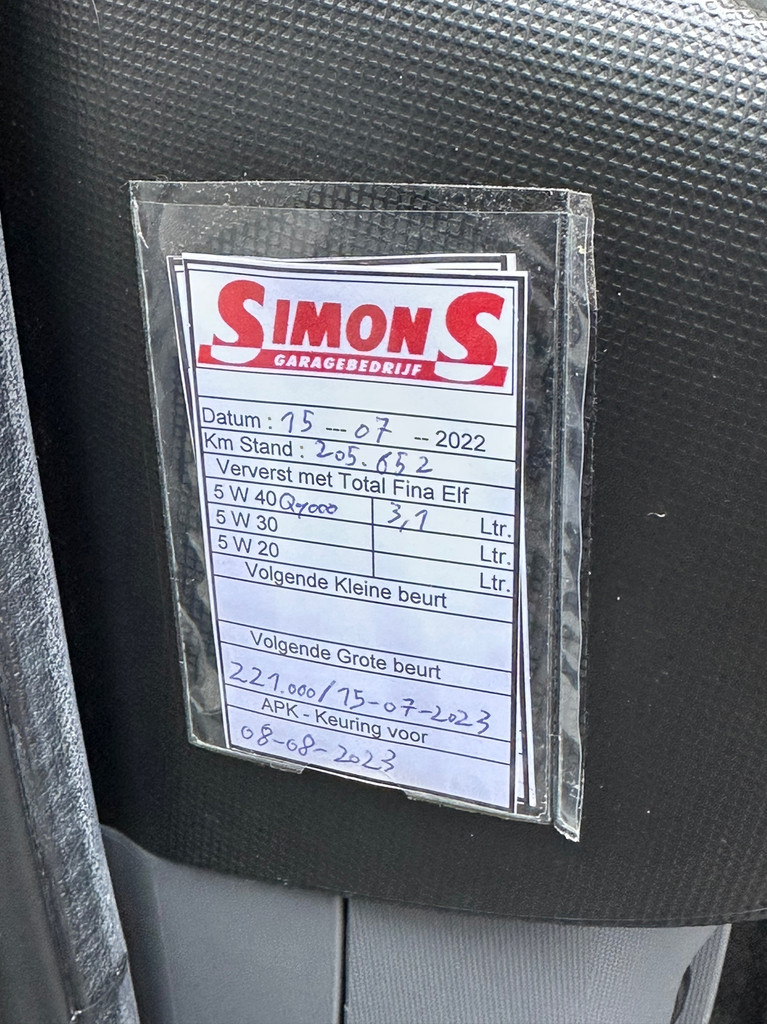 SIMONS
GARAGEBEDRIJF
Datum : 15 --- 07 -- 2022
Km Stand : 205.652
Ververst met Total Fina Elf
5 W 40 Q7000 3,1 Ltr.
5 W 30 Ltr.
5 W 20 Ltr.
Volgende Kleine beurt
Volgende Grote beurt
221.000/15-07-2023
APK - Keuring voor
08-08-2023